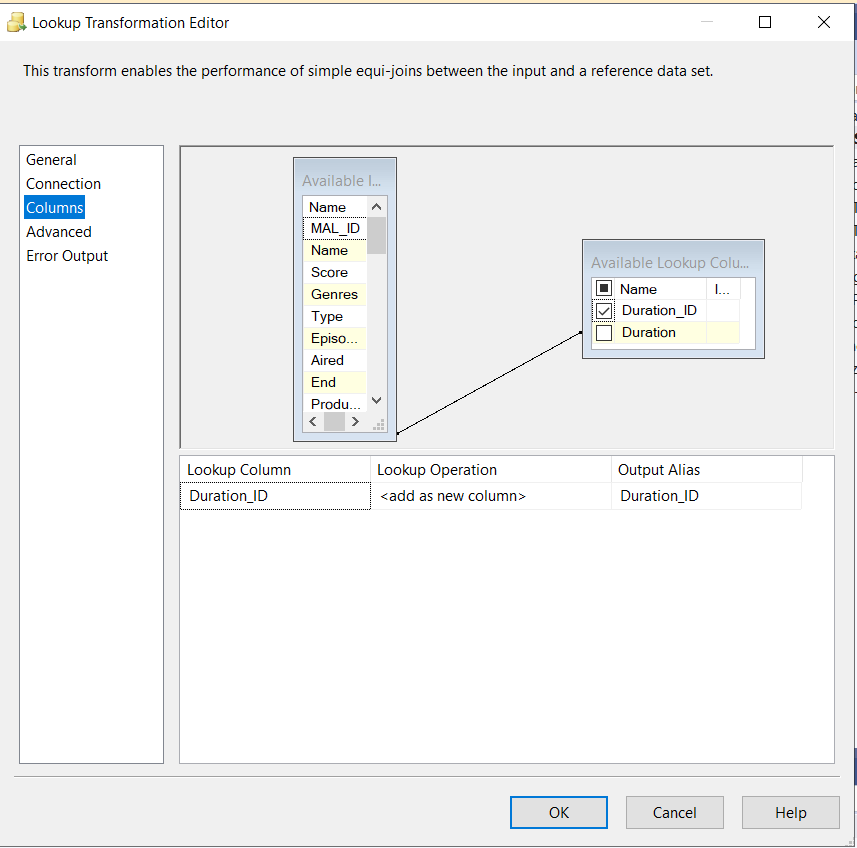 Lookup Transformation Editor
This transform enables the performance of simple equi-joins between the input and a reference data set.
General
Connection
Columns
Advanced
Error Output
Available I...
Name
MAL_ID
Name
Score
Genres
Type
Episo...
Aired
End
Produ...
Available Lookup Colu...
Name I...
Duration_ID
Duration
Lookup Column Lookup Operation Output Alias
Duration_ID <add as new column> Duration_ID
OK Cancel Help